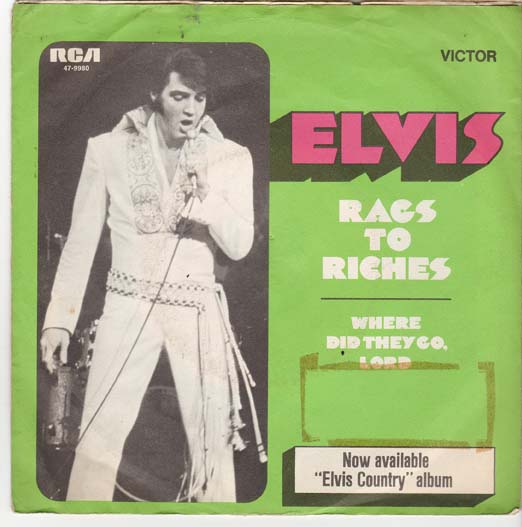 RCA
47-9980
VICTOR
ELVIS
RAGS
TO
RICHES
WHERE
DID THEY GO,
LORD
Now available
"Elvis Country" album